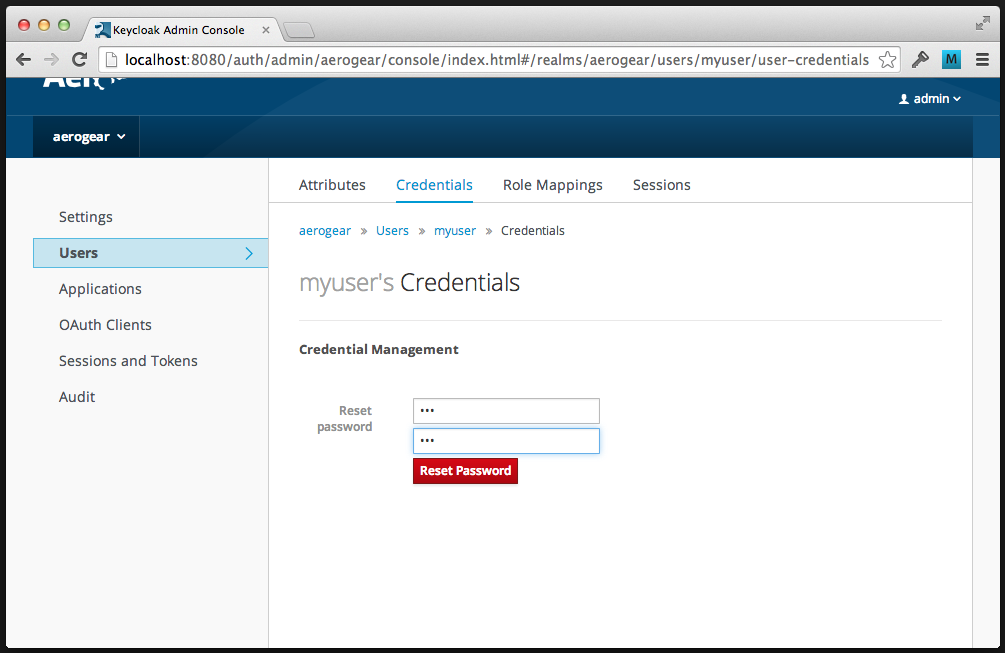 Keycloak Admin Console
localhost:8080/auth/admin/aerogear/console/index.html#/realms/aerogear/users/myuser/user-credentials
M
admin
aerogear
Attributes Credentials Role Mappings Sessions
Settings
Users
Applications
OAuth Clients
Sessions and Tokens
Audit
aerogear » Users » myuser » Credentials
myuser's Credentials
Credential Management
Reset
password
•••
•••
Reset Password